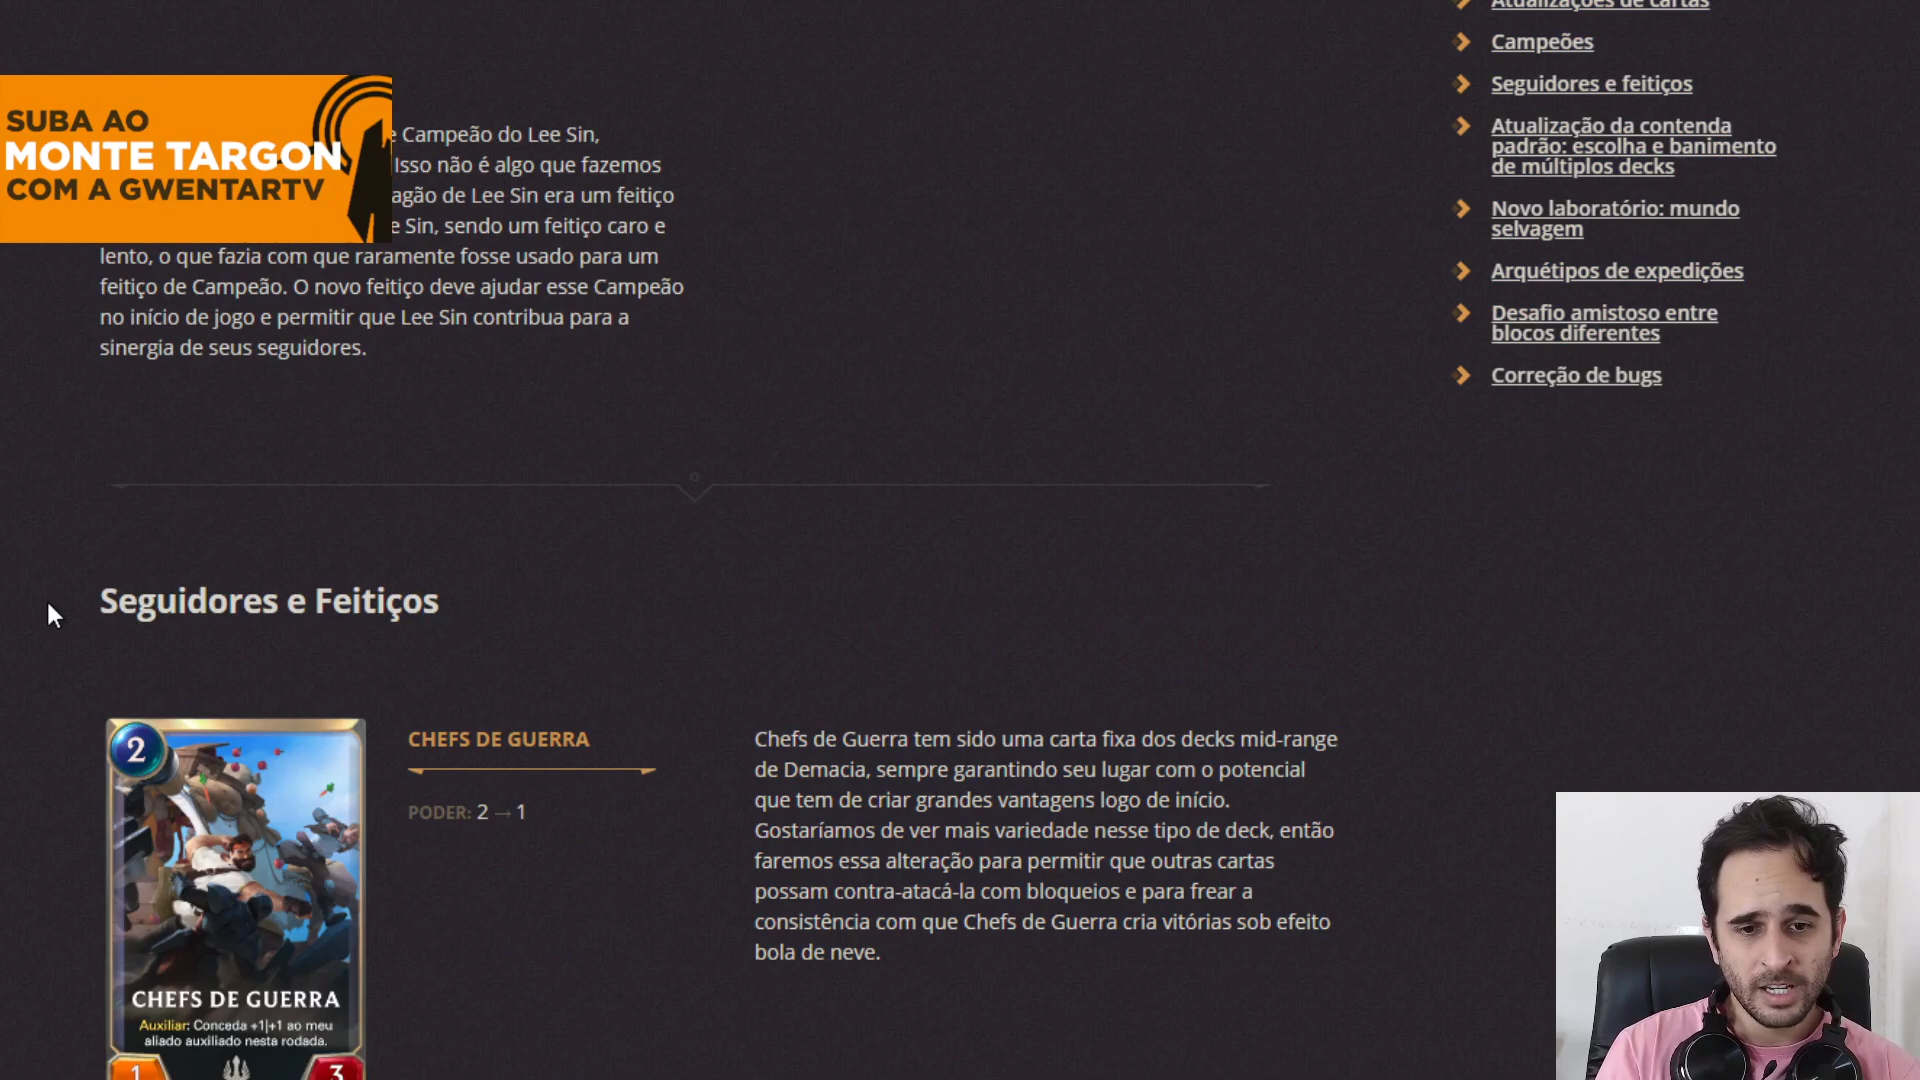 SUBA AO
MONTE TARGON
COM A GWENTARTV
e Campeão do Lee Sin,
Isso não é algo que fazemos
agão de Lee Sin era um feitiço
e Sin, sendo um feitiço caro e
lento, o que fazia com que raramente fosse usado para um
feitiço de Campeão. O novo feitiço deve ajudar esse Campeão
no início de jogo e permitir que Lee Sin contribua para a
sinergia de seus seguidores.
Atualizações de cartas
Campeões
Seguidores e feitiços
Atualização da contenda
padrão: escolha e banimento
de múltiplos decks
Novo laboratório: mundo
selvagem
Arquétipos de expedições
Desafio amistoso entre
blocos diferentes
Correção de bugs
Seguidores e Feitiços
2
CHEFS DE GUERRA
Auxiliar: Conceda +1|+1 ao meu
aliado auxiliado nesta rodada.
1
3
CHEFS DE GUERRA
PODER: 2 → 1
Chefs de Guerra tem sido uma carta fixa dos decks mid-range
de Demacia, sempre garantindo seu lugar com o potencial
que tem de criar grandes vantagens logo de início.
Gostaríamos de ver mais variedade nesse tipo de deck, então
faremos essa alteração para permitir que outras cartas
possam contra-atacá-la com bloqueios e para frear a
consistência com que Chefs de Guerra cria vitórias sob efeito
bola de neve.